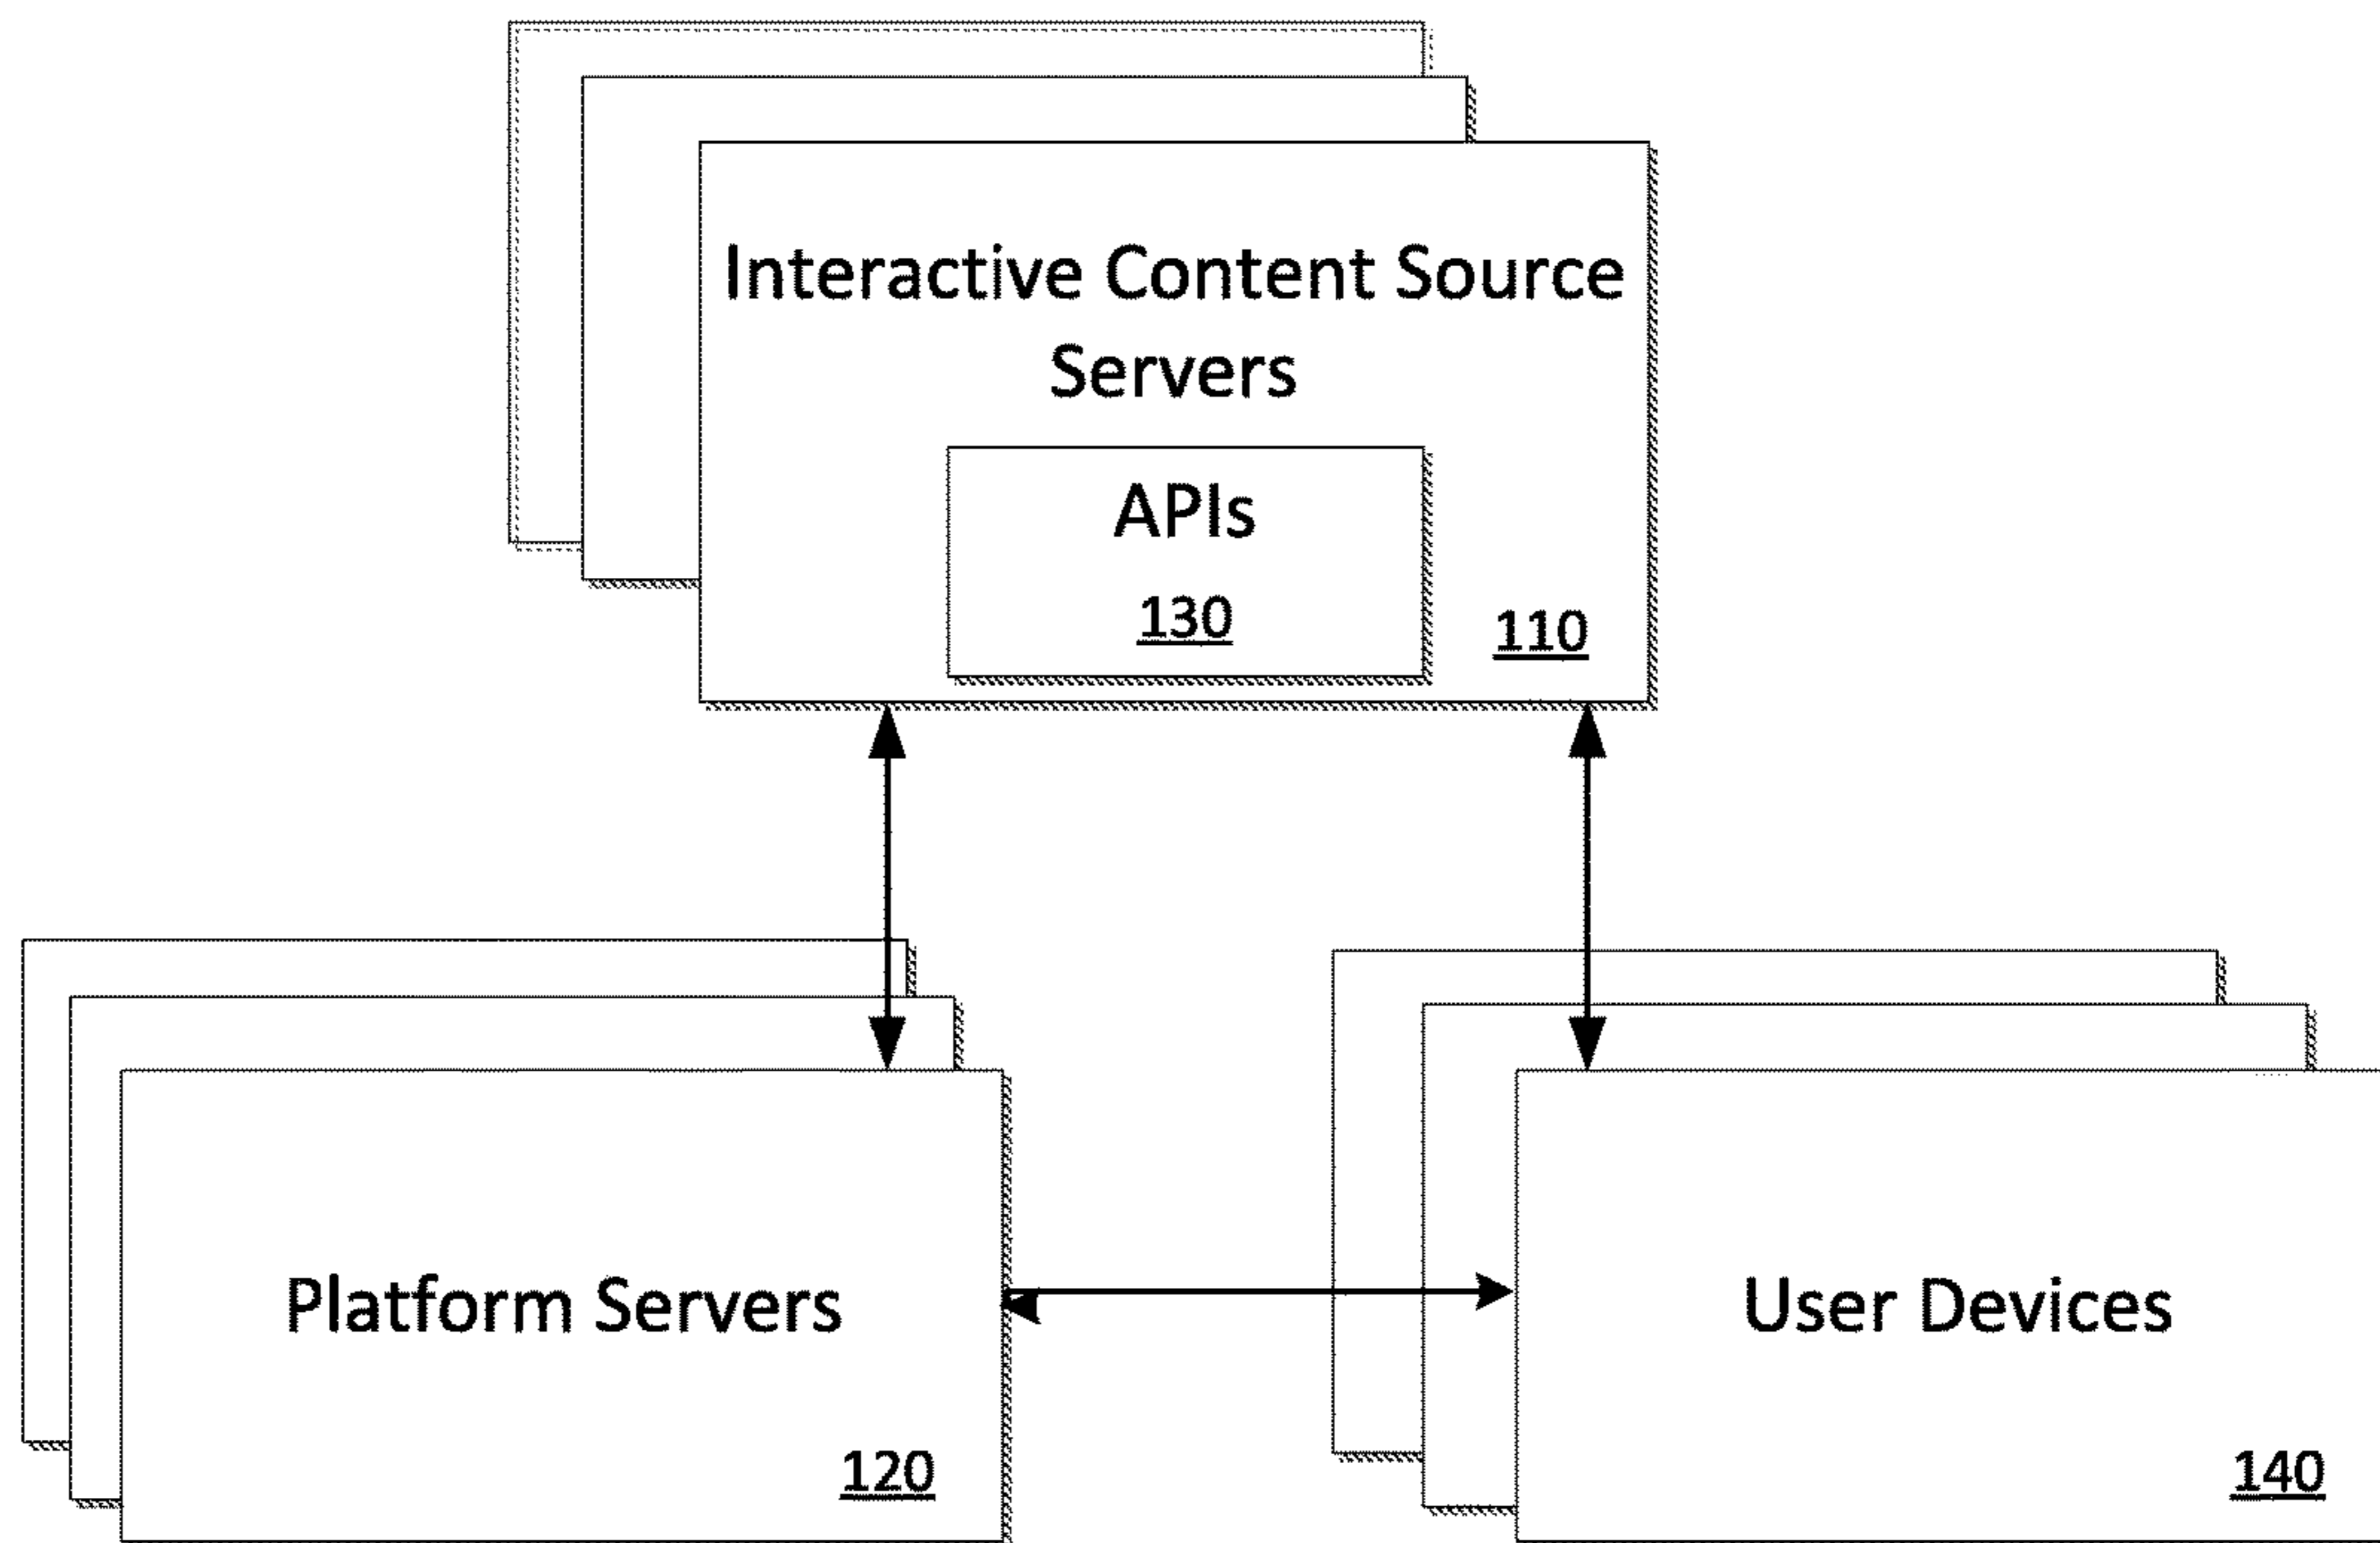 Interactive Content Source
Servers
APIs
130
110
Platform Servers
120
User Devices
140